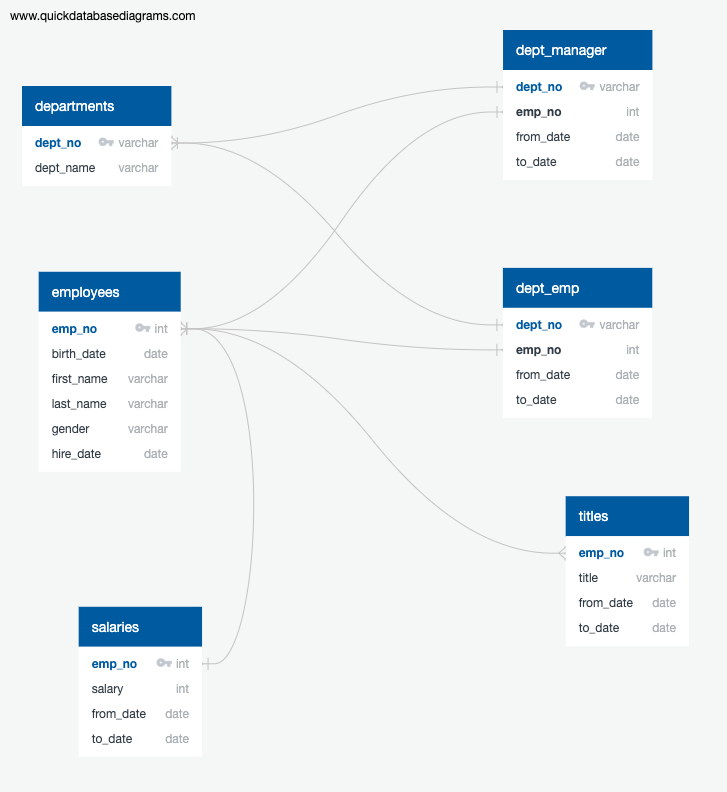 www.quickdatabasediagrams.com
departments
dept_no varchar
dept_name varchar
dept_manager
dept_no varchar
emp_no int
from_date date
to_date date
employees
emp_no int
birth_date date
first_name varchar
last_name varchar
gender varchar
hire_date date
dept_emp
dept_no varchar
emp_no int
from_date date
to_date date
titles
emp_no int
title varchar
from_date date
to_date date
salaries
emp_no int
salary int
from_date date
to_date date